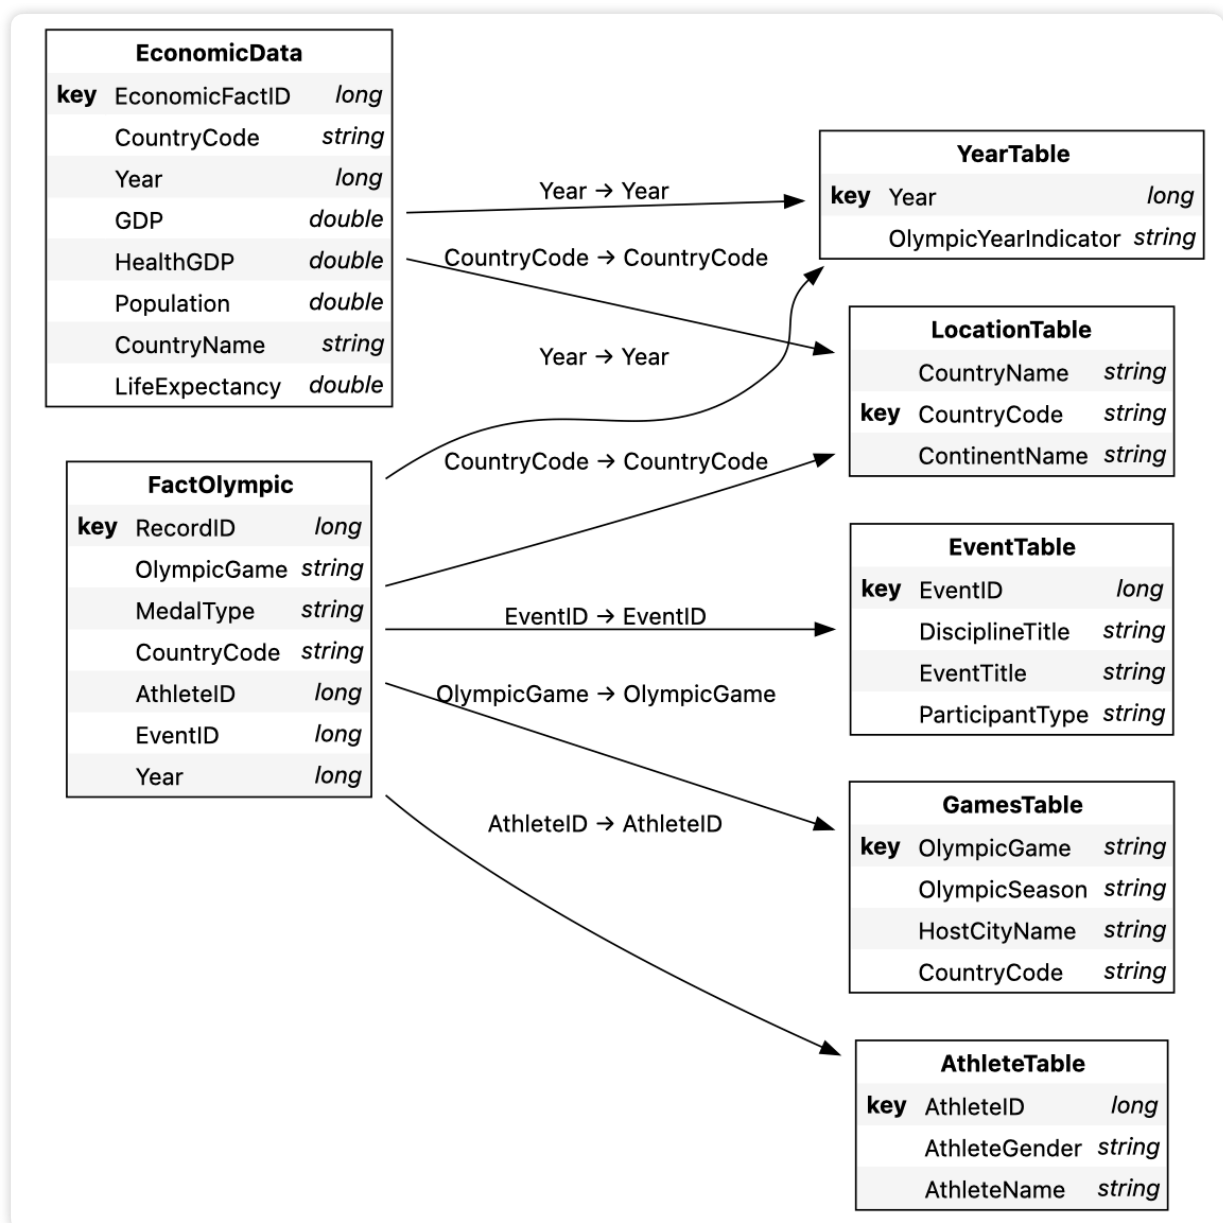 EconomicData
key EconomicFactID long
CountryCode string
Year long
GDP double
HealthGDP double
Population double
CountryName string
LifeExpectancy double
FactOlympic
key RecordID long
OlympicGame string
MedalType string
CountryCode string
AthleteID long
EventID long
Year long
Year → Year
CountryCode → CountryCode
Year → Year
CountryCode → CountryCode
EventID → EventID
OlympicGame → OlympicGame
AthleteID → AthleteID
YearTable
key Year long
OlympicYearIndicator string
LocationTable
CountryName string
key CountryCode string
ContinentName string
EventTable
key EventID long
DisciplineTitle string
EventTitle string
ParticipantType string
GamesTable
key OlympicGame string
OlympicSeason string
HostCityName string
CountryCode string
AthleteTable
key AthleteID long
AthleteGender string
AthleteName string